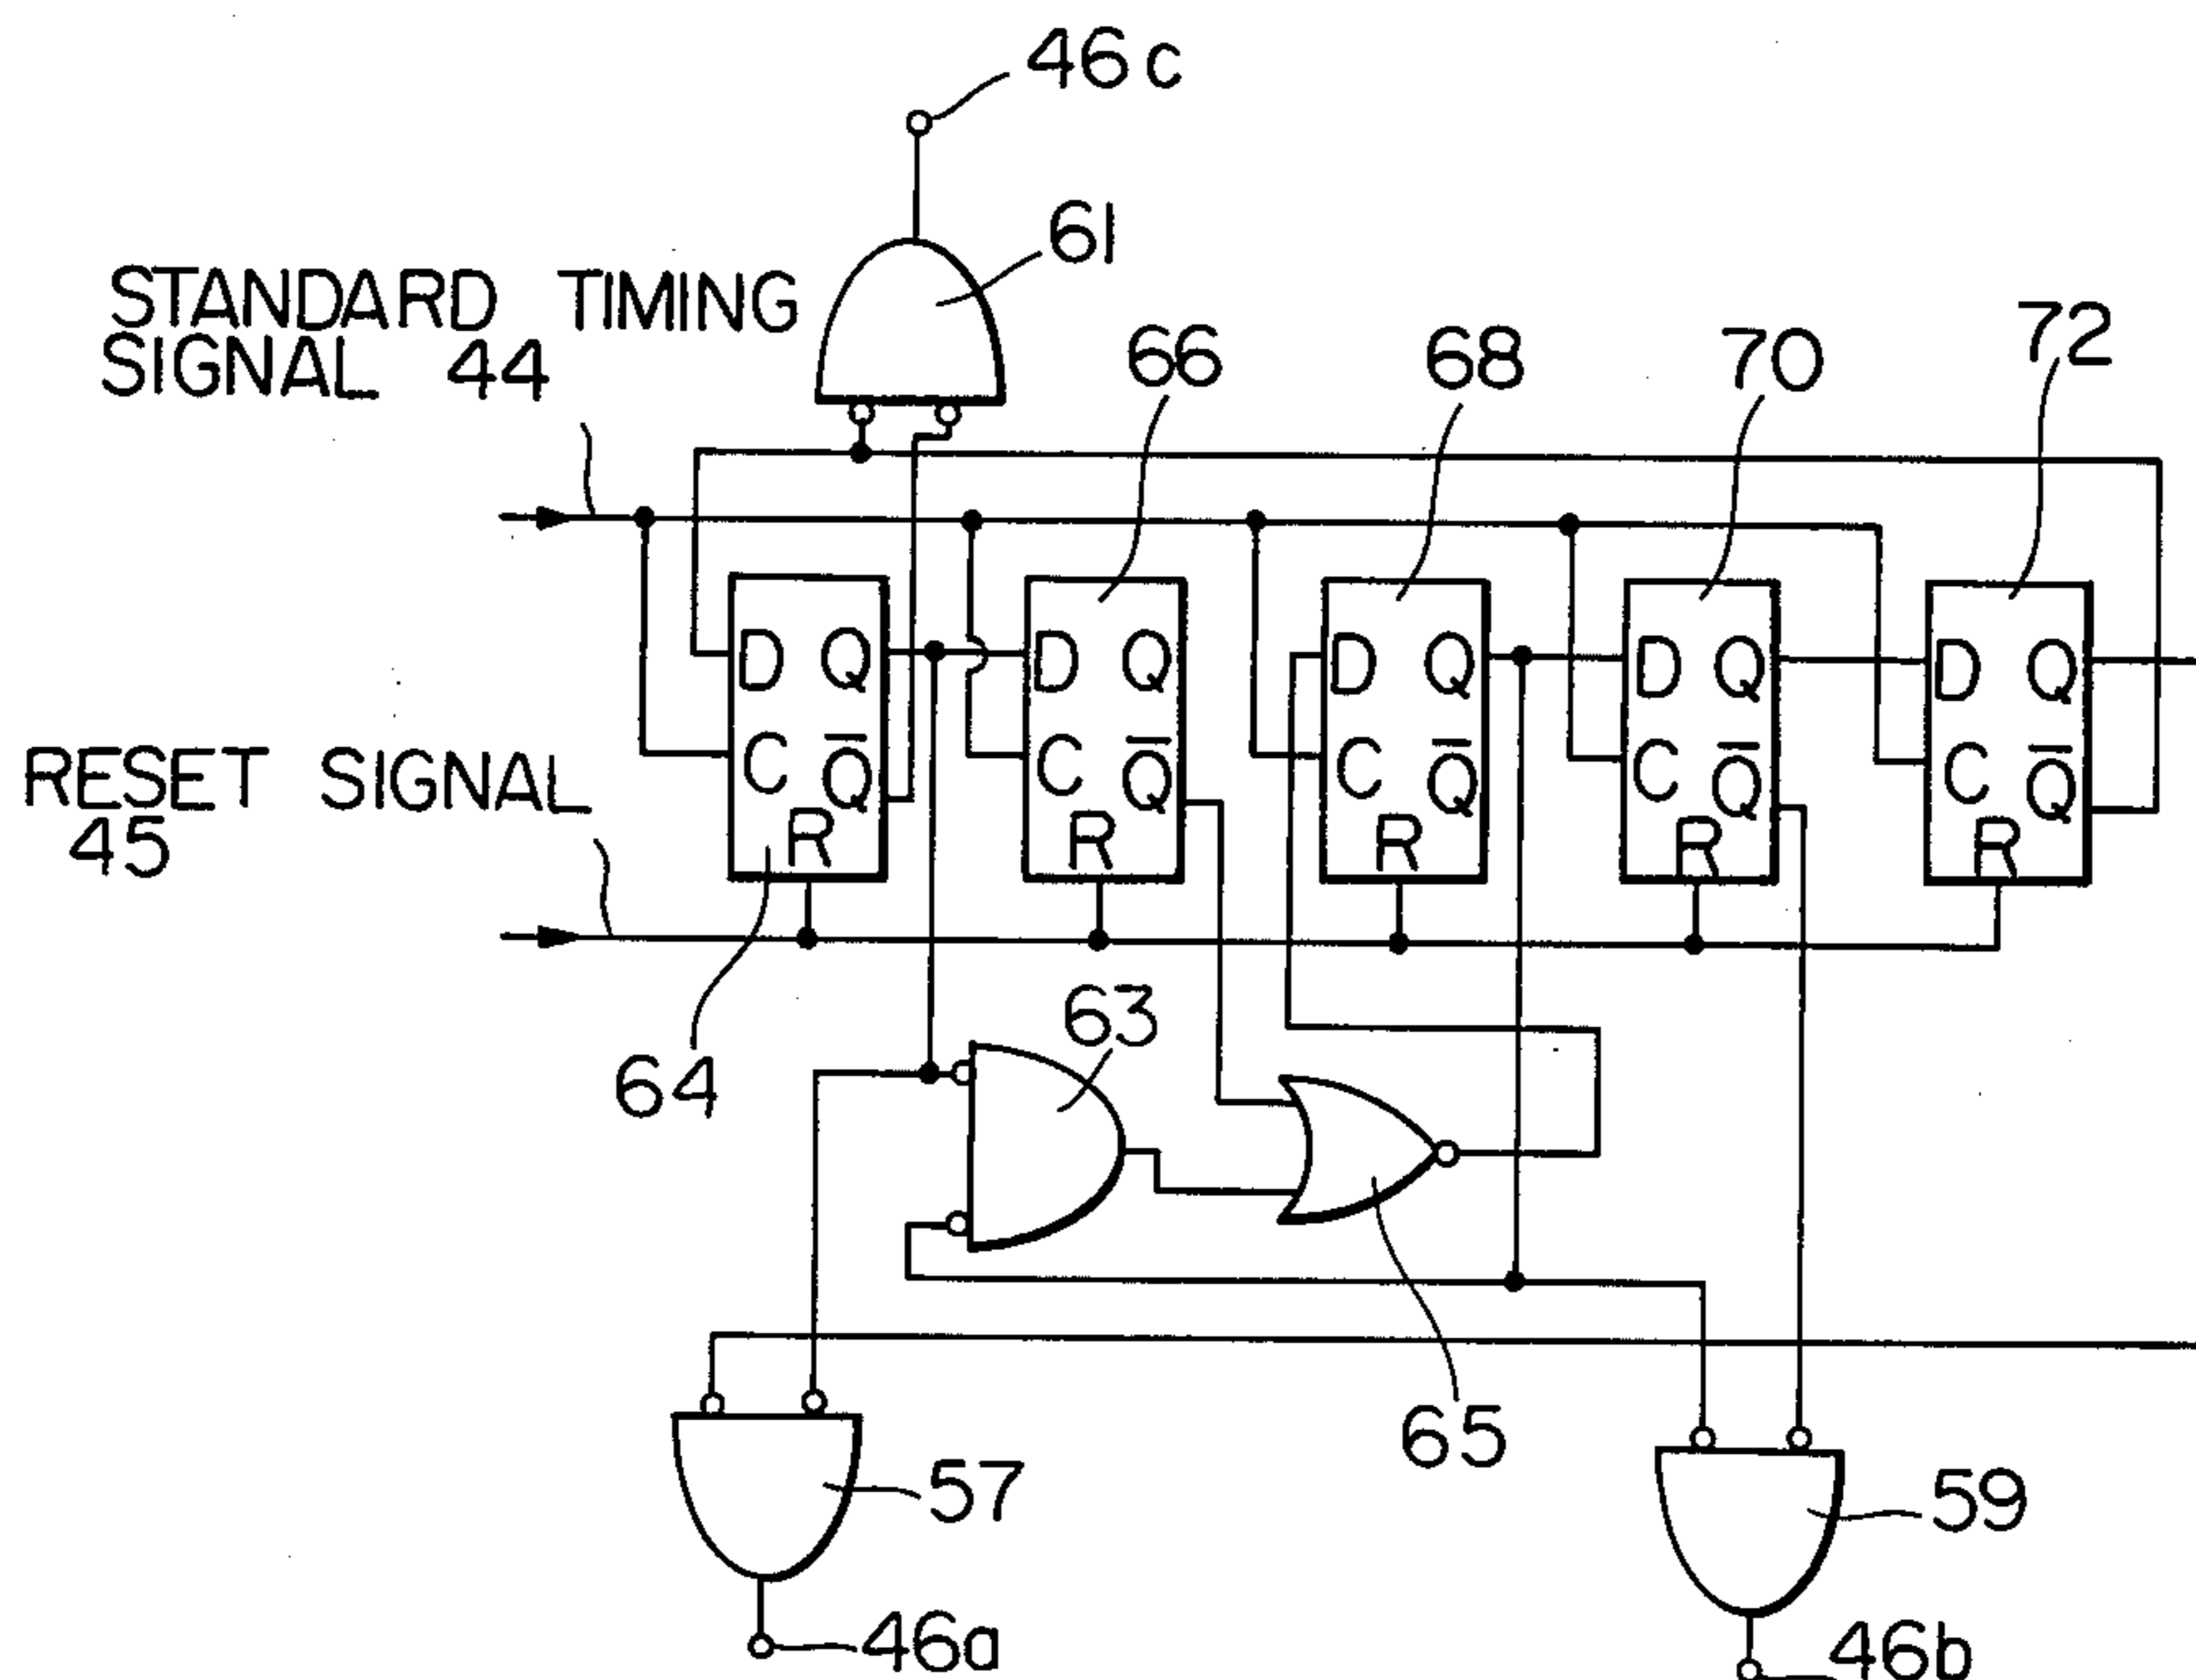 46c
61
STANDARD TIMING
SIGNAL 44
66
68
70
72
D Q
C Q̅
R
D Q
C Q̅
R
D Q
C Q̅
R
D Q
C Q̅
R
D Q
C Q̅
R
RESET SIGNAL
45
64
63
65
57
59
46a
46b